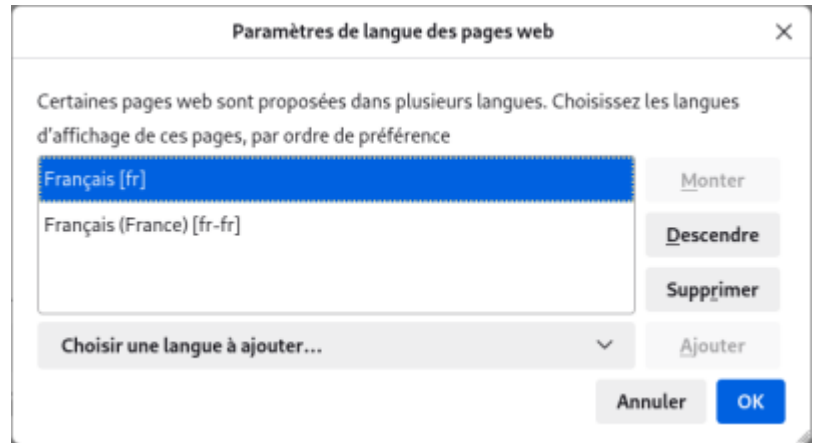 Paramètres de langue des pages web
Certaines pages web sont proposées dans plusieurs langues. Choisissez les langues
d'affichage de ces pages, par ordre de préférence
Français [fr]
Monter
Français (France) [fr-fr]
Descendre
Supprimer
Choisir une langue à ajouter...
Ajouter
Annuler
OK